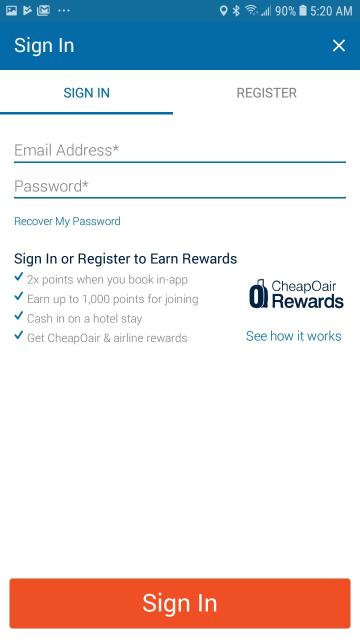 90% 5:20 AM
Sign In
SIGN IN
REGISTER
Email Address*
Password*
Recover My Password
Sign In or Register to Earn Rewards
2x points when you book in-app
Earn up to 1,000 points for joining
Cash in on a hotel stay
Get CheapOair & airline rewards
CheapOair
Rewards
See how it works
Sign In